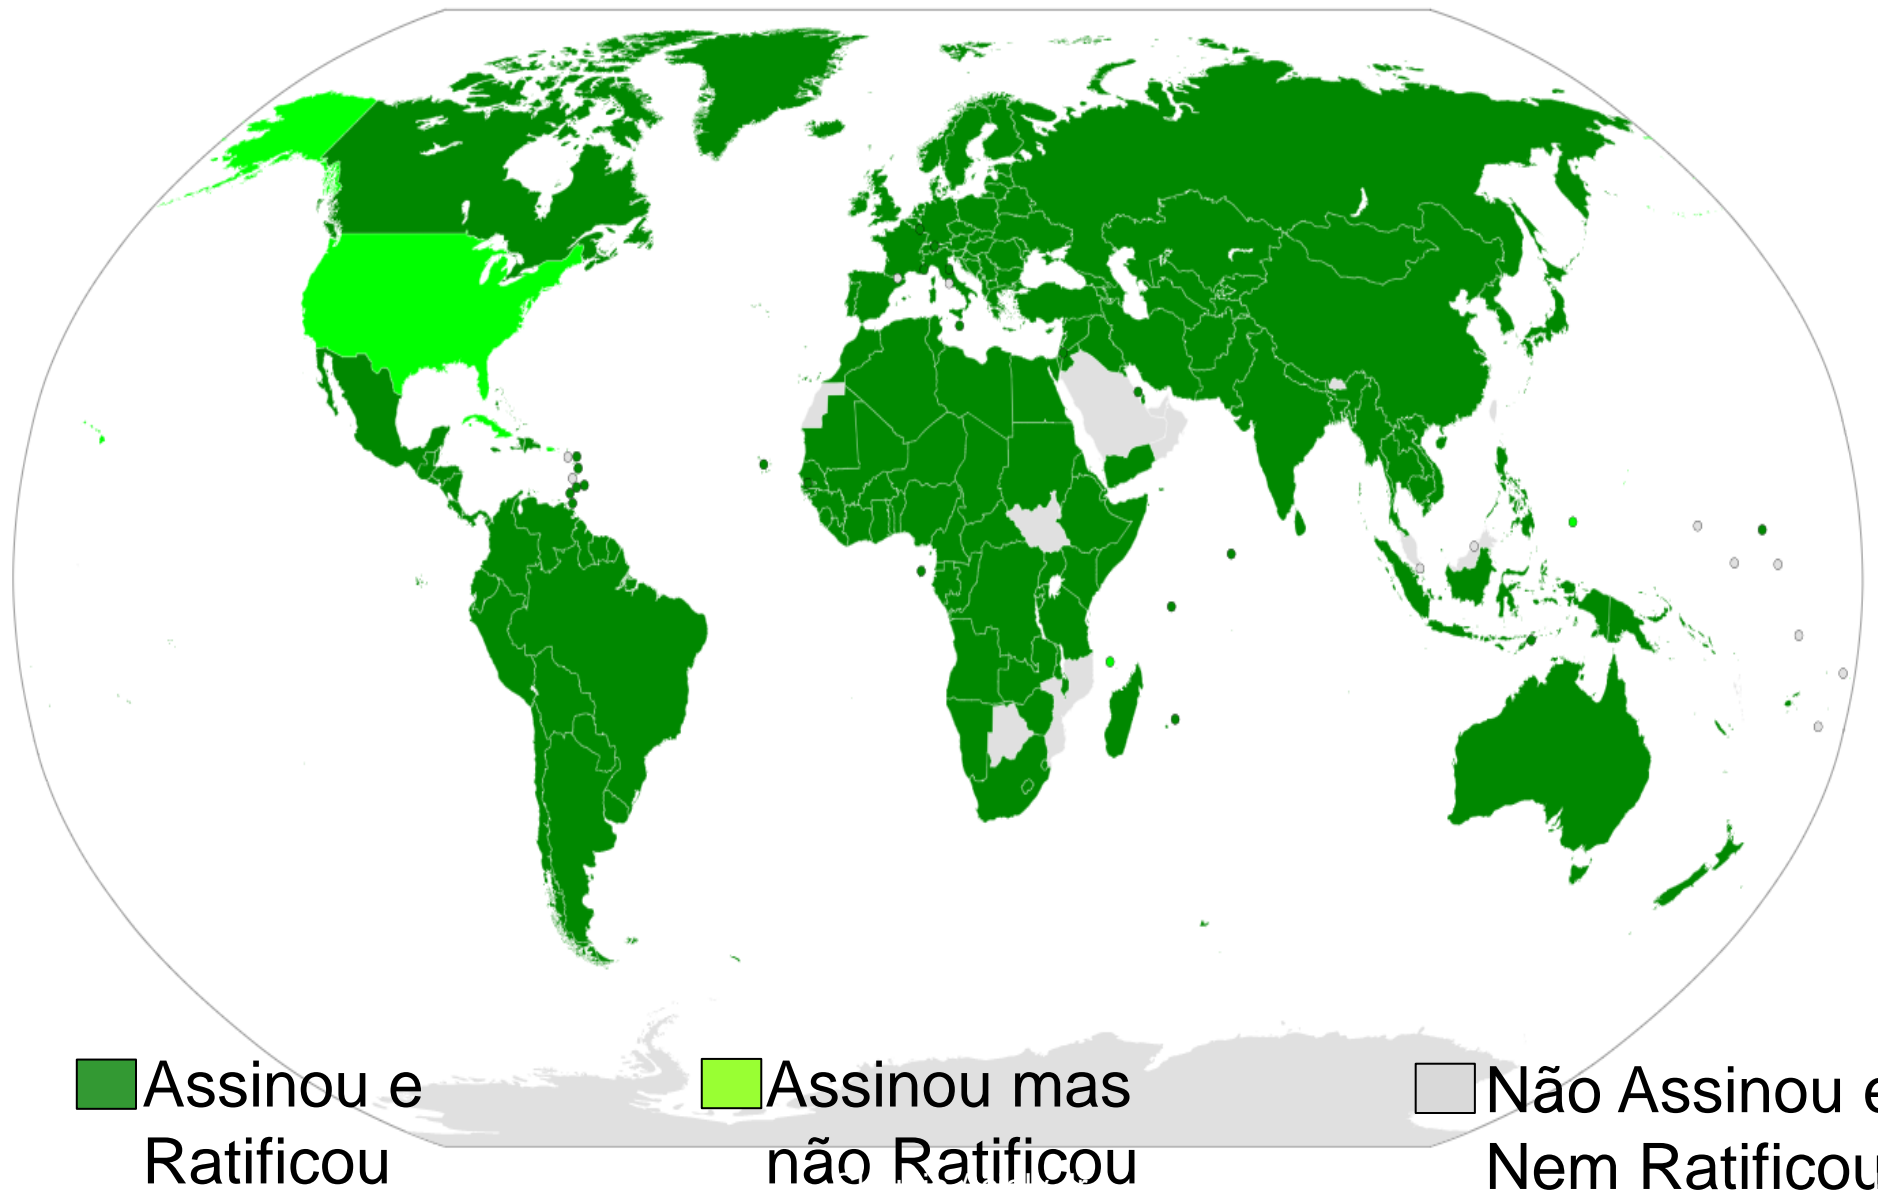 Assinou e
Ratificou
Assinou mas
não Ratificou
Não Assinou e
Nem Ratificou